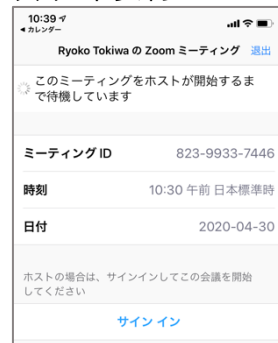 10:39
カレンダー
Ryoko Tokiwa の Zoom ミーティング 退出
このミーティングをホストが開始するま
で待機しています
ミーティング ID 823-9933-7446
時刻 10:30 午前 日本標準時
日付 2020-04-30
ホストの場合は、サインインしてこの会議を開始
してください
サイン イン